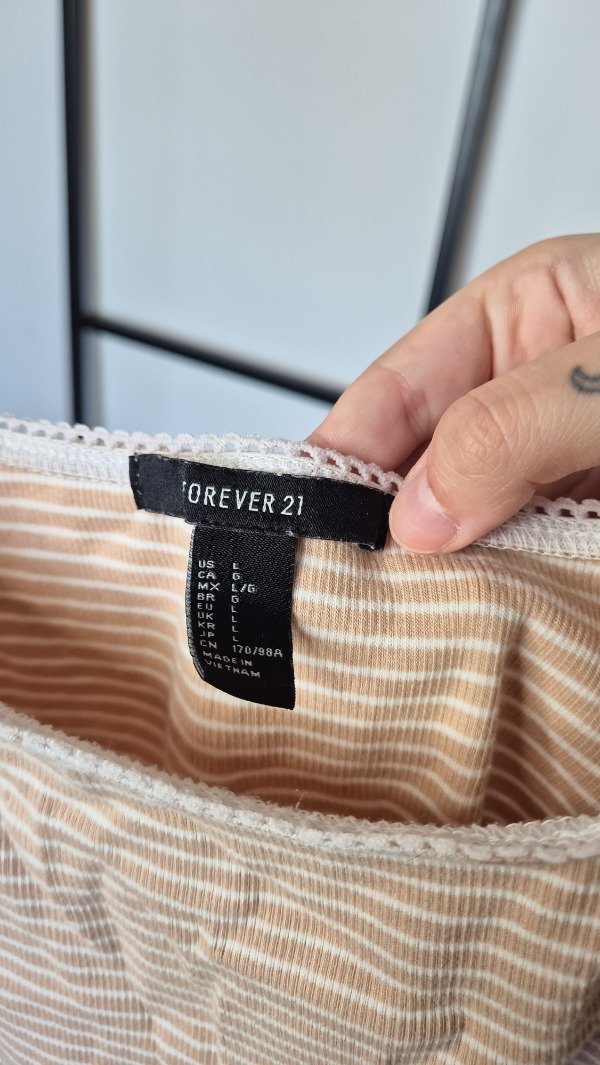 FOREVER 21
US L
CA G
MX L/G
BR G
EU L
UK L
KR L
JP L
CN 170/98A
MADE IN
VIETNAM